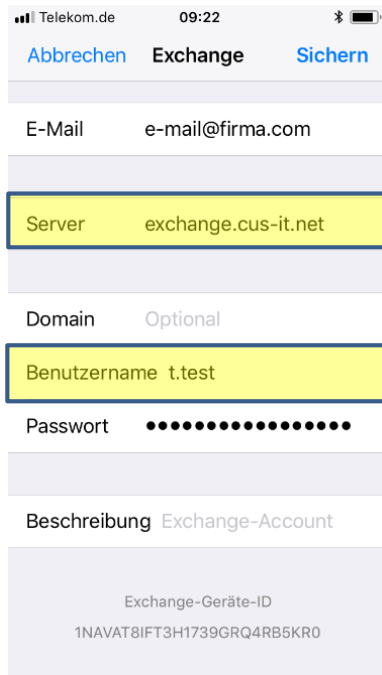 Telekom.de 09:22
Abbrechen Exchange Sichern
E-Mail e-mail@firma.com
Server exchange.cus-it.net
Domain Optional
Benutzername t.test
Passwort ●●●●●●●●●●●●●●●●●
Beschreibung Exchange-Account
Exchange-Geräte-ID
1NAVAT8IFT3H1739GRQ4RB5KR0